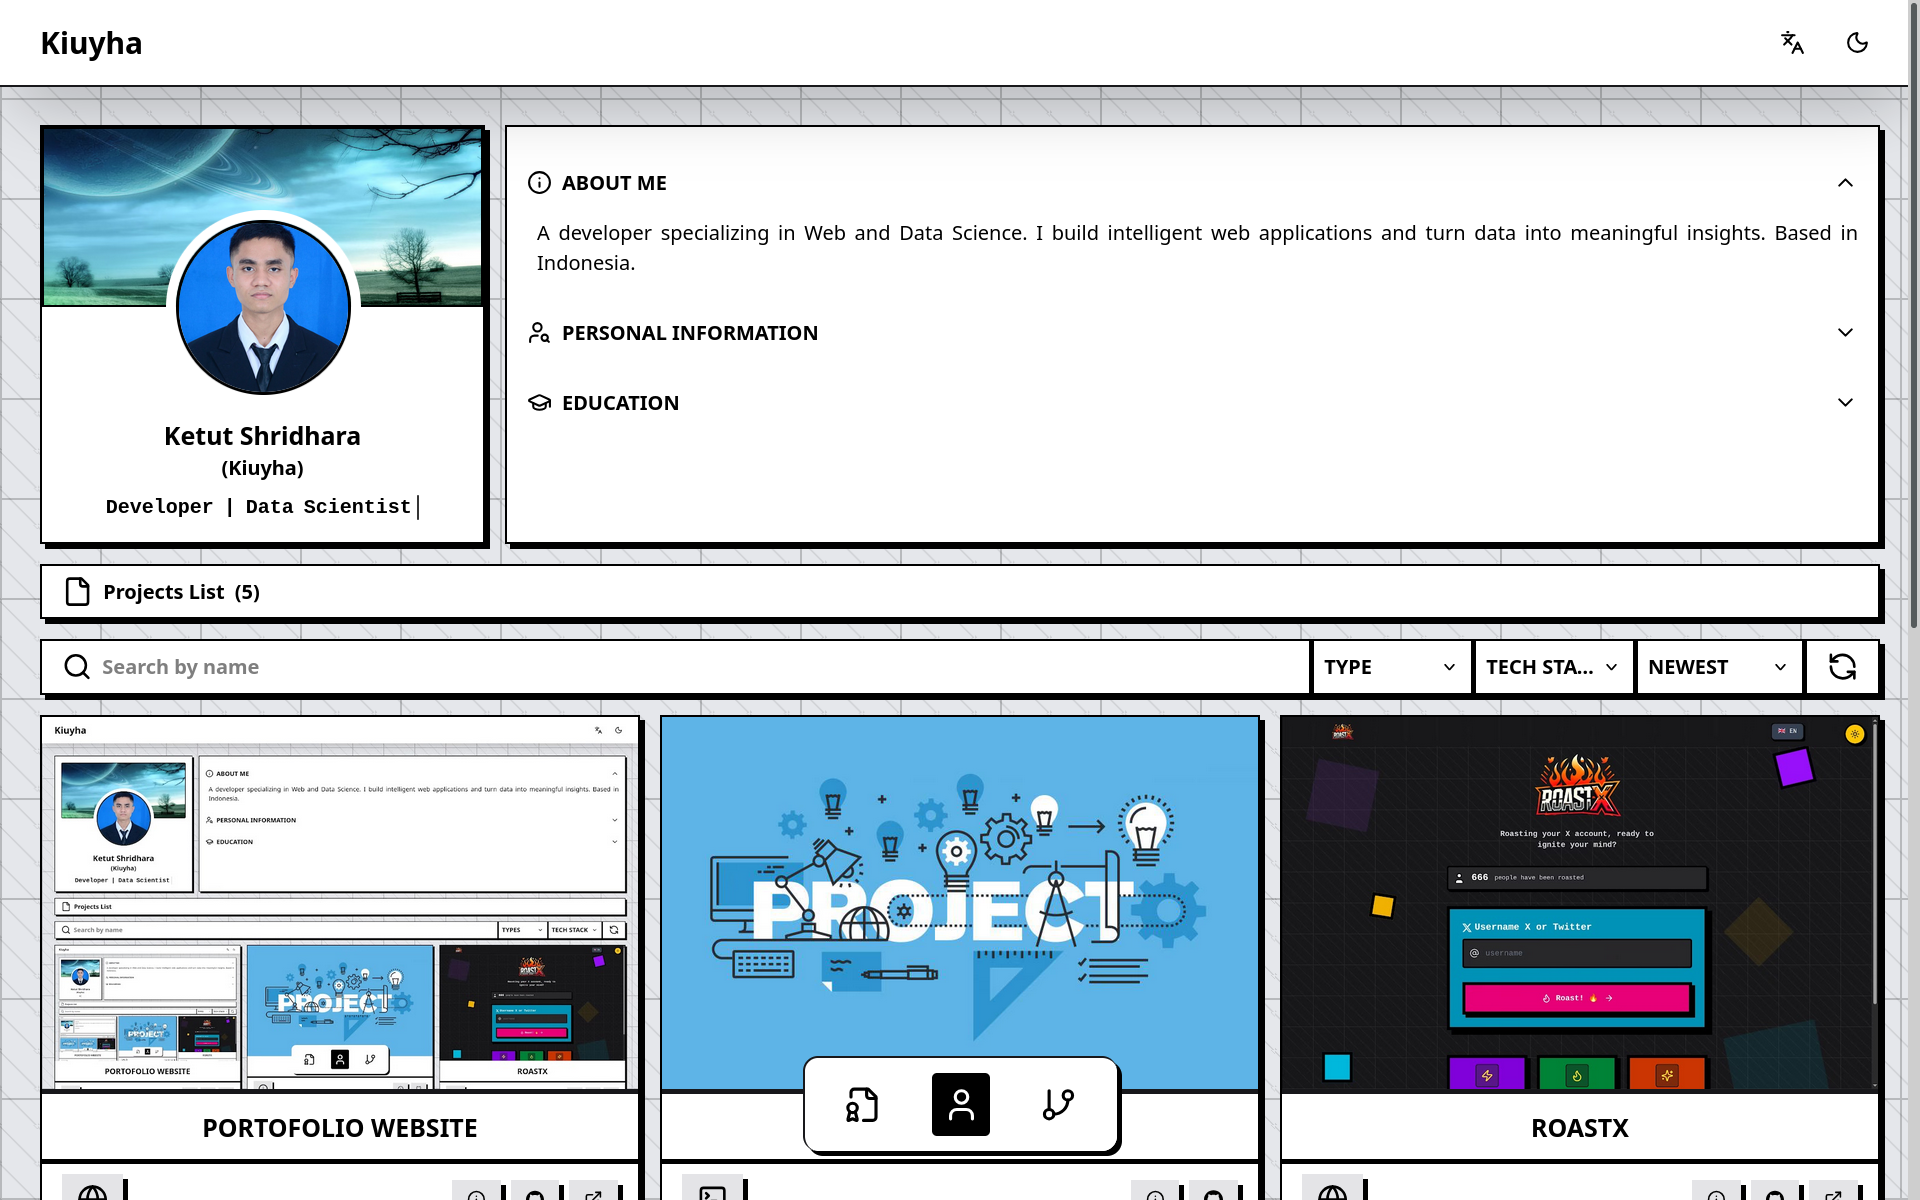 Kiuyha
ABOUT ME
A developer specializing in Web and Data Science. I build intelligent web applications and turn data into meaningful insights. Based in
Indonesia.
PERSONAL INFORMATION
EDUCATION
Ketut Shridhara
(Kiuyha)
Developer | Data Scientist
Projects List (5)
Search by name
TYPE
TECH STA...
NEWEST
Kiuyha
ABOUT ME
A developer specializing in Web and Data Science. I build intelligent web applications and turn data into meaningful insights. Based in
Indonesia.
PERSONAL INFORMATION
EDUCATION
Ketut Shridhara
(Kiuyha)
Developer | Data Scientist
Projects List
Search by name
TYPES
TECH STACK
PROJECT
PORTOFOLIO WEBSITE
ROASTX
PORTOFOLIO WEBSITE
PROJECT
ROASTX
EN
ROASTX
Roasting your X account, ready to
ignite your mind?
666 people have been roasted
Username X or Twitter
@ username
Roast!
ROASTX